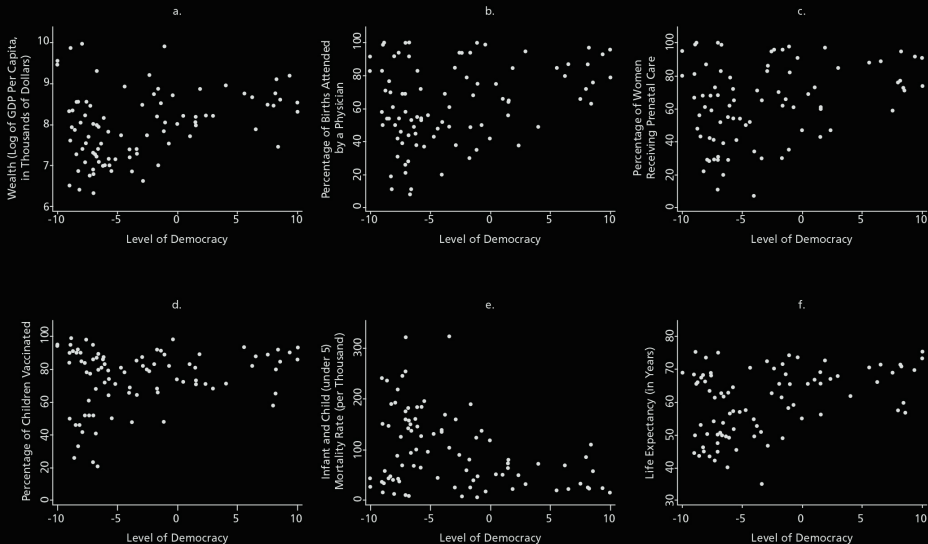 a.
Wealth (Log of GDP Per Capita,
in Thousands of Dollars)
10
9
8
7
6
-10 -5 0 5 10
Level of Democracy
b.
Percentage of Births Attended
by a Physician
100
80
60
40
20
0
-10 -5 0 5 10
Level of Democracy
c.
Percentage of Women
Receiving Prenatal Care
100
80
60
40
20
0
-10 -5 0 5 10
Level of Democracy
d.
Percentage of Children Vaccinated
100
80
60
40
20
0
-10 -5 0 5 10
Level of Democracy
e.
Infant and Child (under 5)
Mortality Rate (per Thousand)
300
200
100
0
-10 -5 0 5 10
Level of Democracy
f.
Life Expectancy (in Years)
80
70
60
50
40
30
-10 -5 0 5 10
Level of Democracy